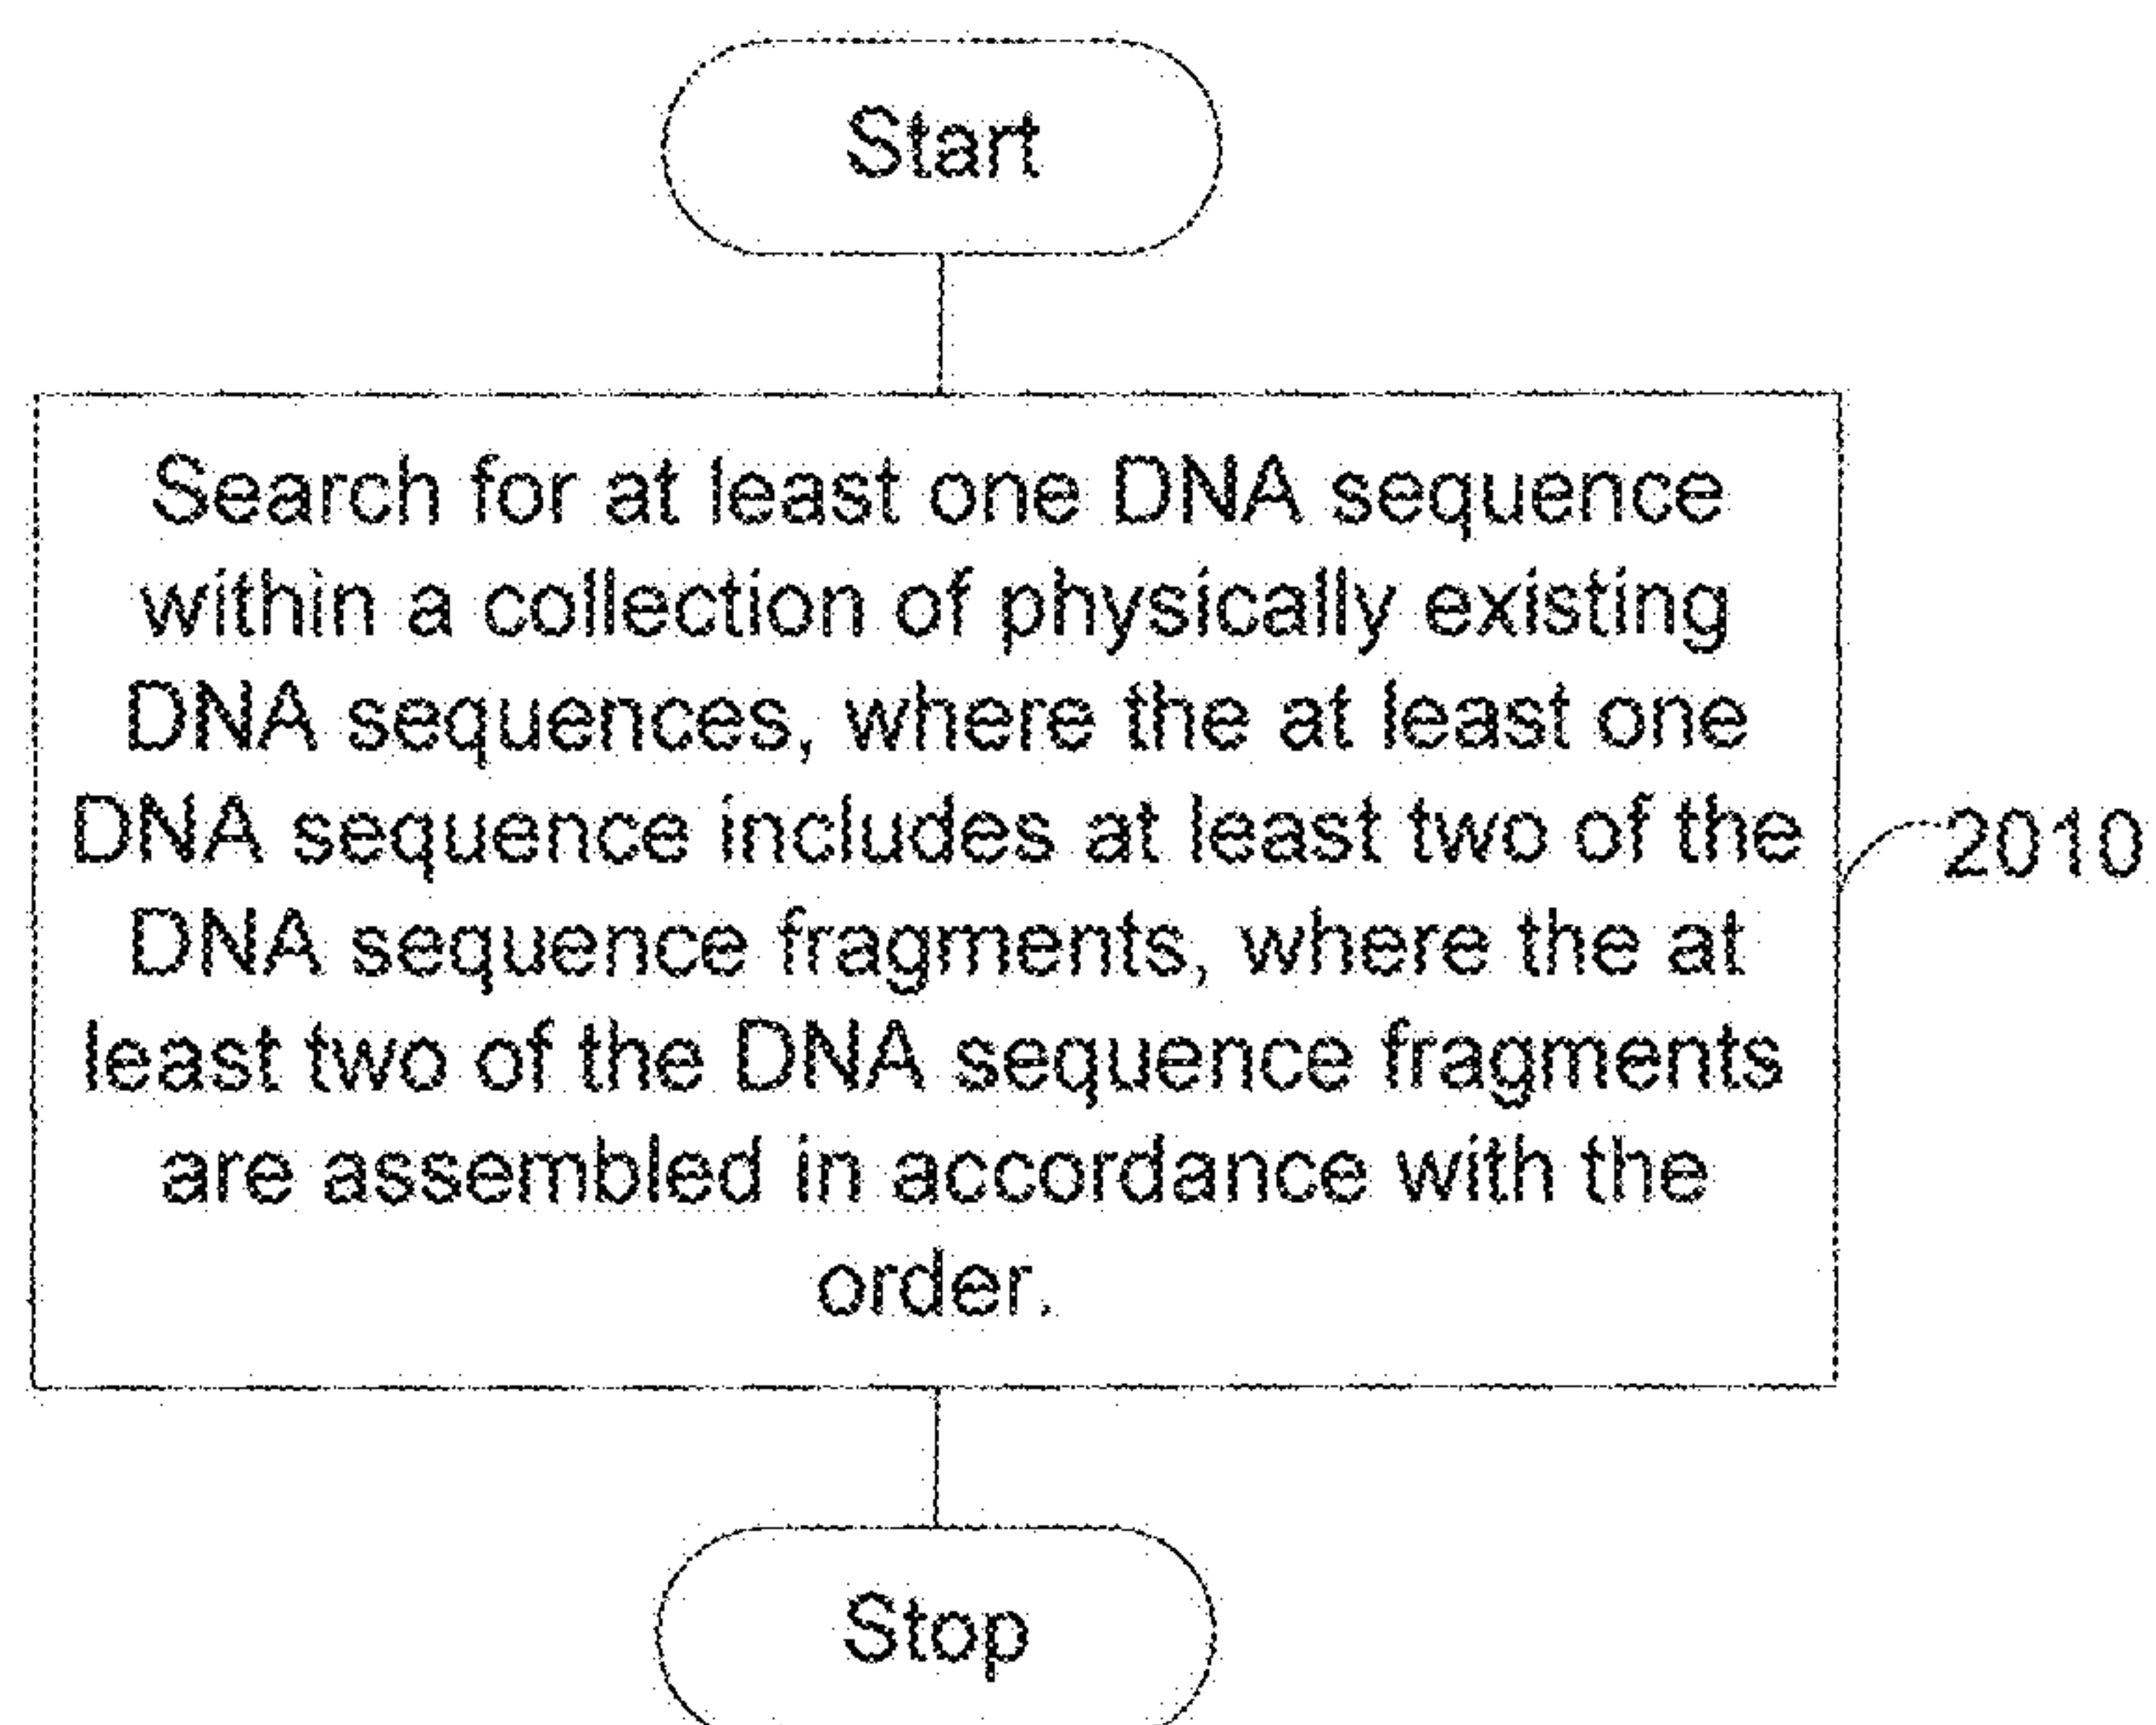 Start
Search for at least one DNA sequence
within a collection of physically existing
DNA sequences, where the at least one
DNA sequence includes at least two of the
DNA sequence fragments, where the at
least two of the DNA sequence fragments
are assembled in accordance with the
order.
2010
Stop